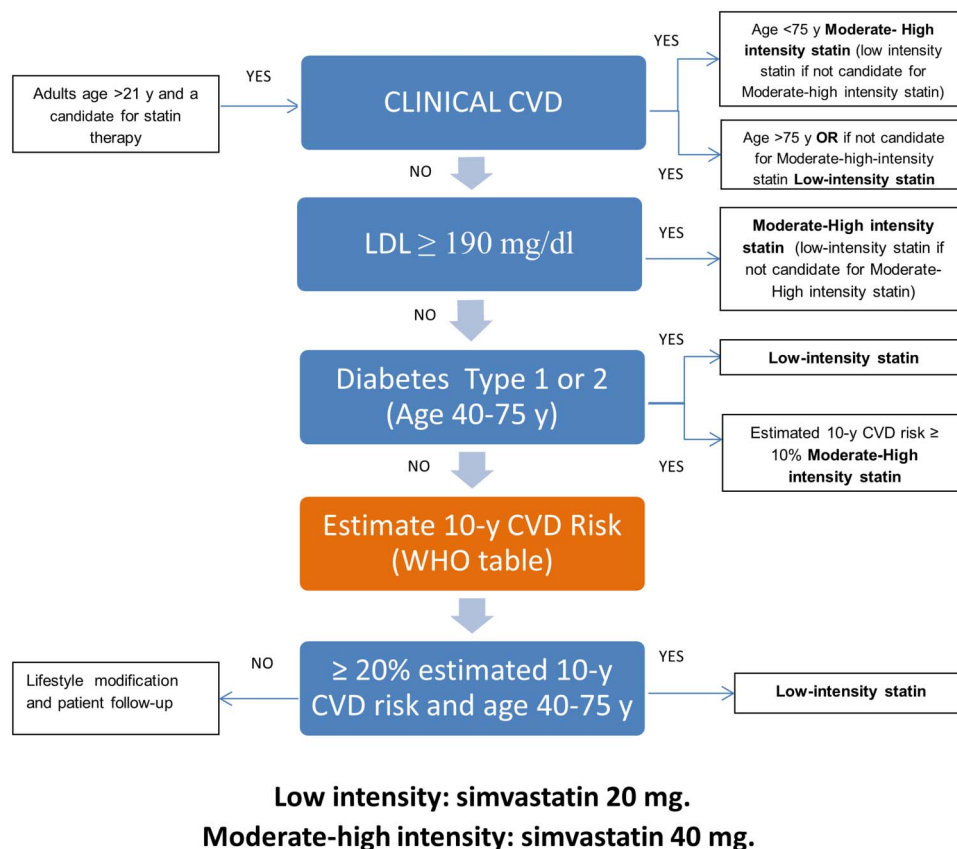 Adults age >21 y and a
candidate for statin
therapy
YES
CLINICAL CVD
YES
Age <75 y Moderate- High
intensity statin (low intensity
statin if not candidate for
Moderate-high intensity statin)
YES
Age >75 y OR if not candidate
for Moderate-high-intensity
statin Low-intensity statin
NO
LDL ≥ 190 mg/dl
YES
Moderate-High intensity
statin (low-intensity statin if
not candidate for Moderate-
High intensity statin)
NO
Diabetes Type 1 or 2
(Age 40-75 y)
YES
Low-intensity statin
YES
Estimated 10-y CVD risk ≥
10% Moderate-High
intensity statin
NO
Estimate 10-y CVD Risk
(WHO table)
≥ 20% estimated 10-y
CVD risk and age 40-75 y
NO
Lifestyle modification
and patient follow-up
YES
Low-intensity statin
Low intensity: simvastatin 20 mg.
Moderate-high intensity: simvastatin 40 mg.